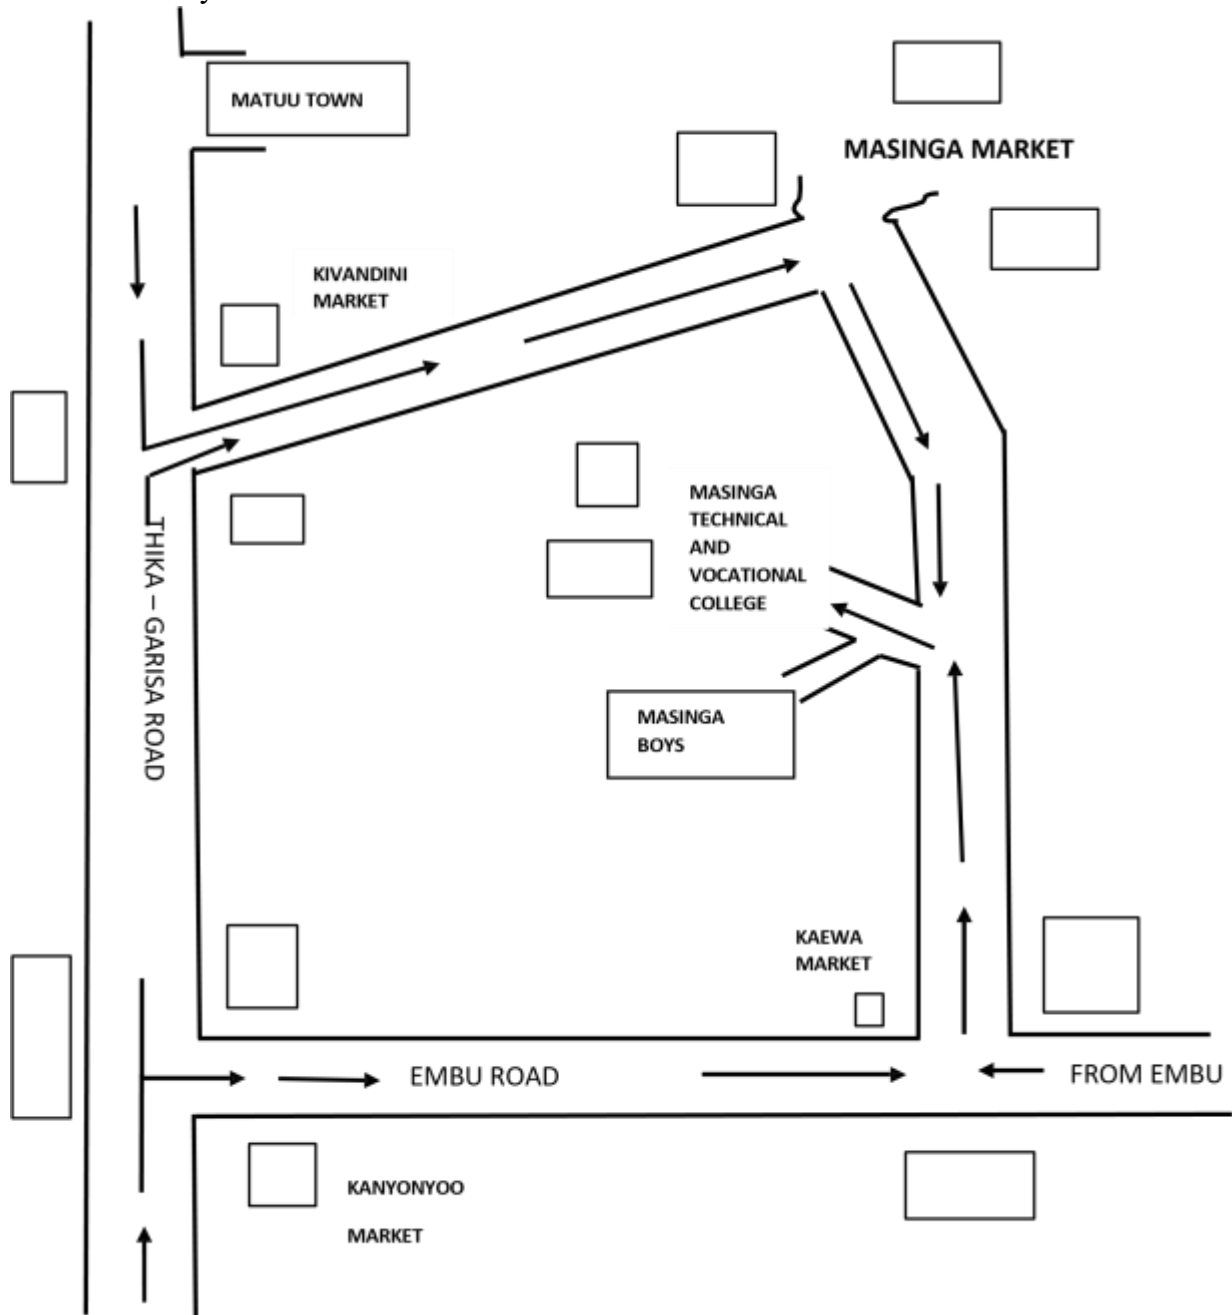 MATUU TOWN
MASINGA MARKET
KIVANDINI
MARKET
MASINGA
TECHNICAL
AND
VOCATIONAL
COLLEGE
THIKA – GARISA ROAD
MASINGA
BOYS
KAEWA
MARKET
EMBU ROAD
FROM EMBU
KANYONYOO
MARKET